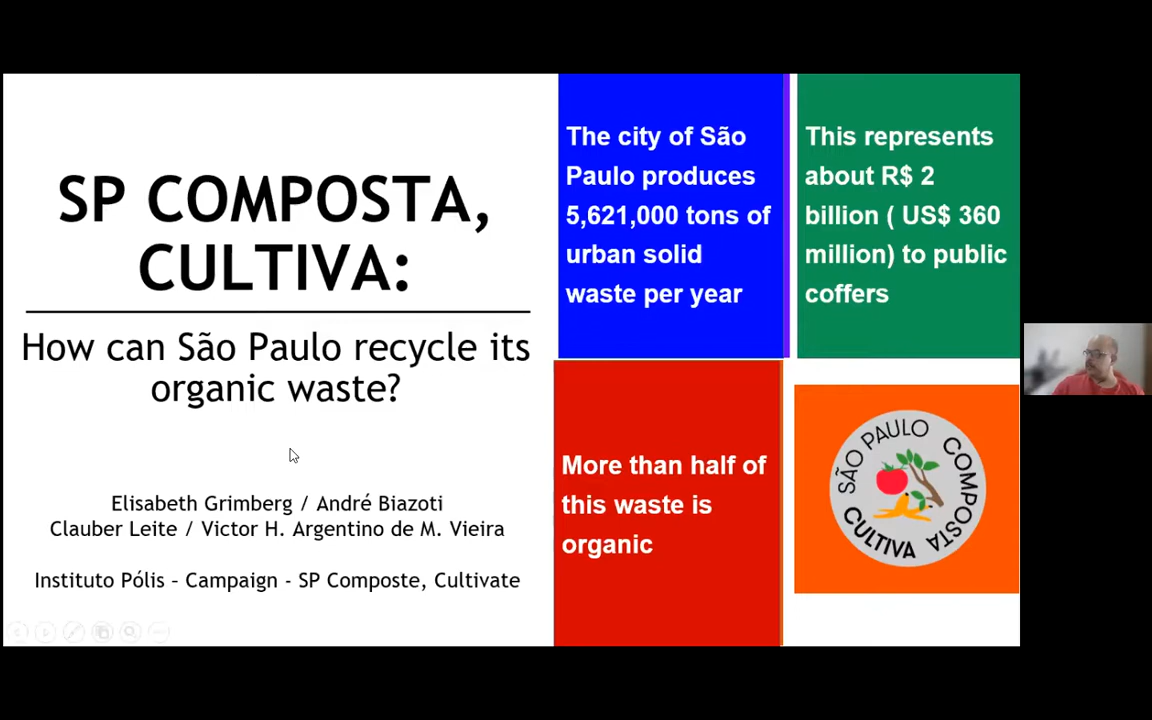 SP COMPOSTA,
CULTIVA:
How can São Paulo recycle its
organic waste?
Elisabeth Grimberg / André Biazoti
Clauber Leite / Victor H. Argentino de M. Vieira
Instituto Pólis – Campaign - SP Composte, Cultivate
The city of São
Paulo produces
5,621,000 tons of
urban solid
waste per year
This represents
about R$ 2
billion ( US$ 360
million) to public
coffers
More than half of
this waste is
organic
SÃO PAULO
COMPOSTA
CULTIVA